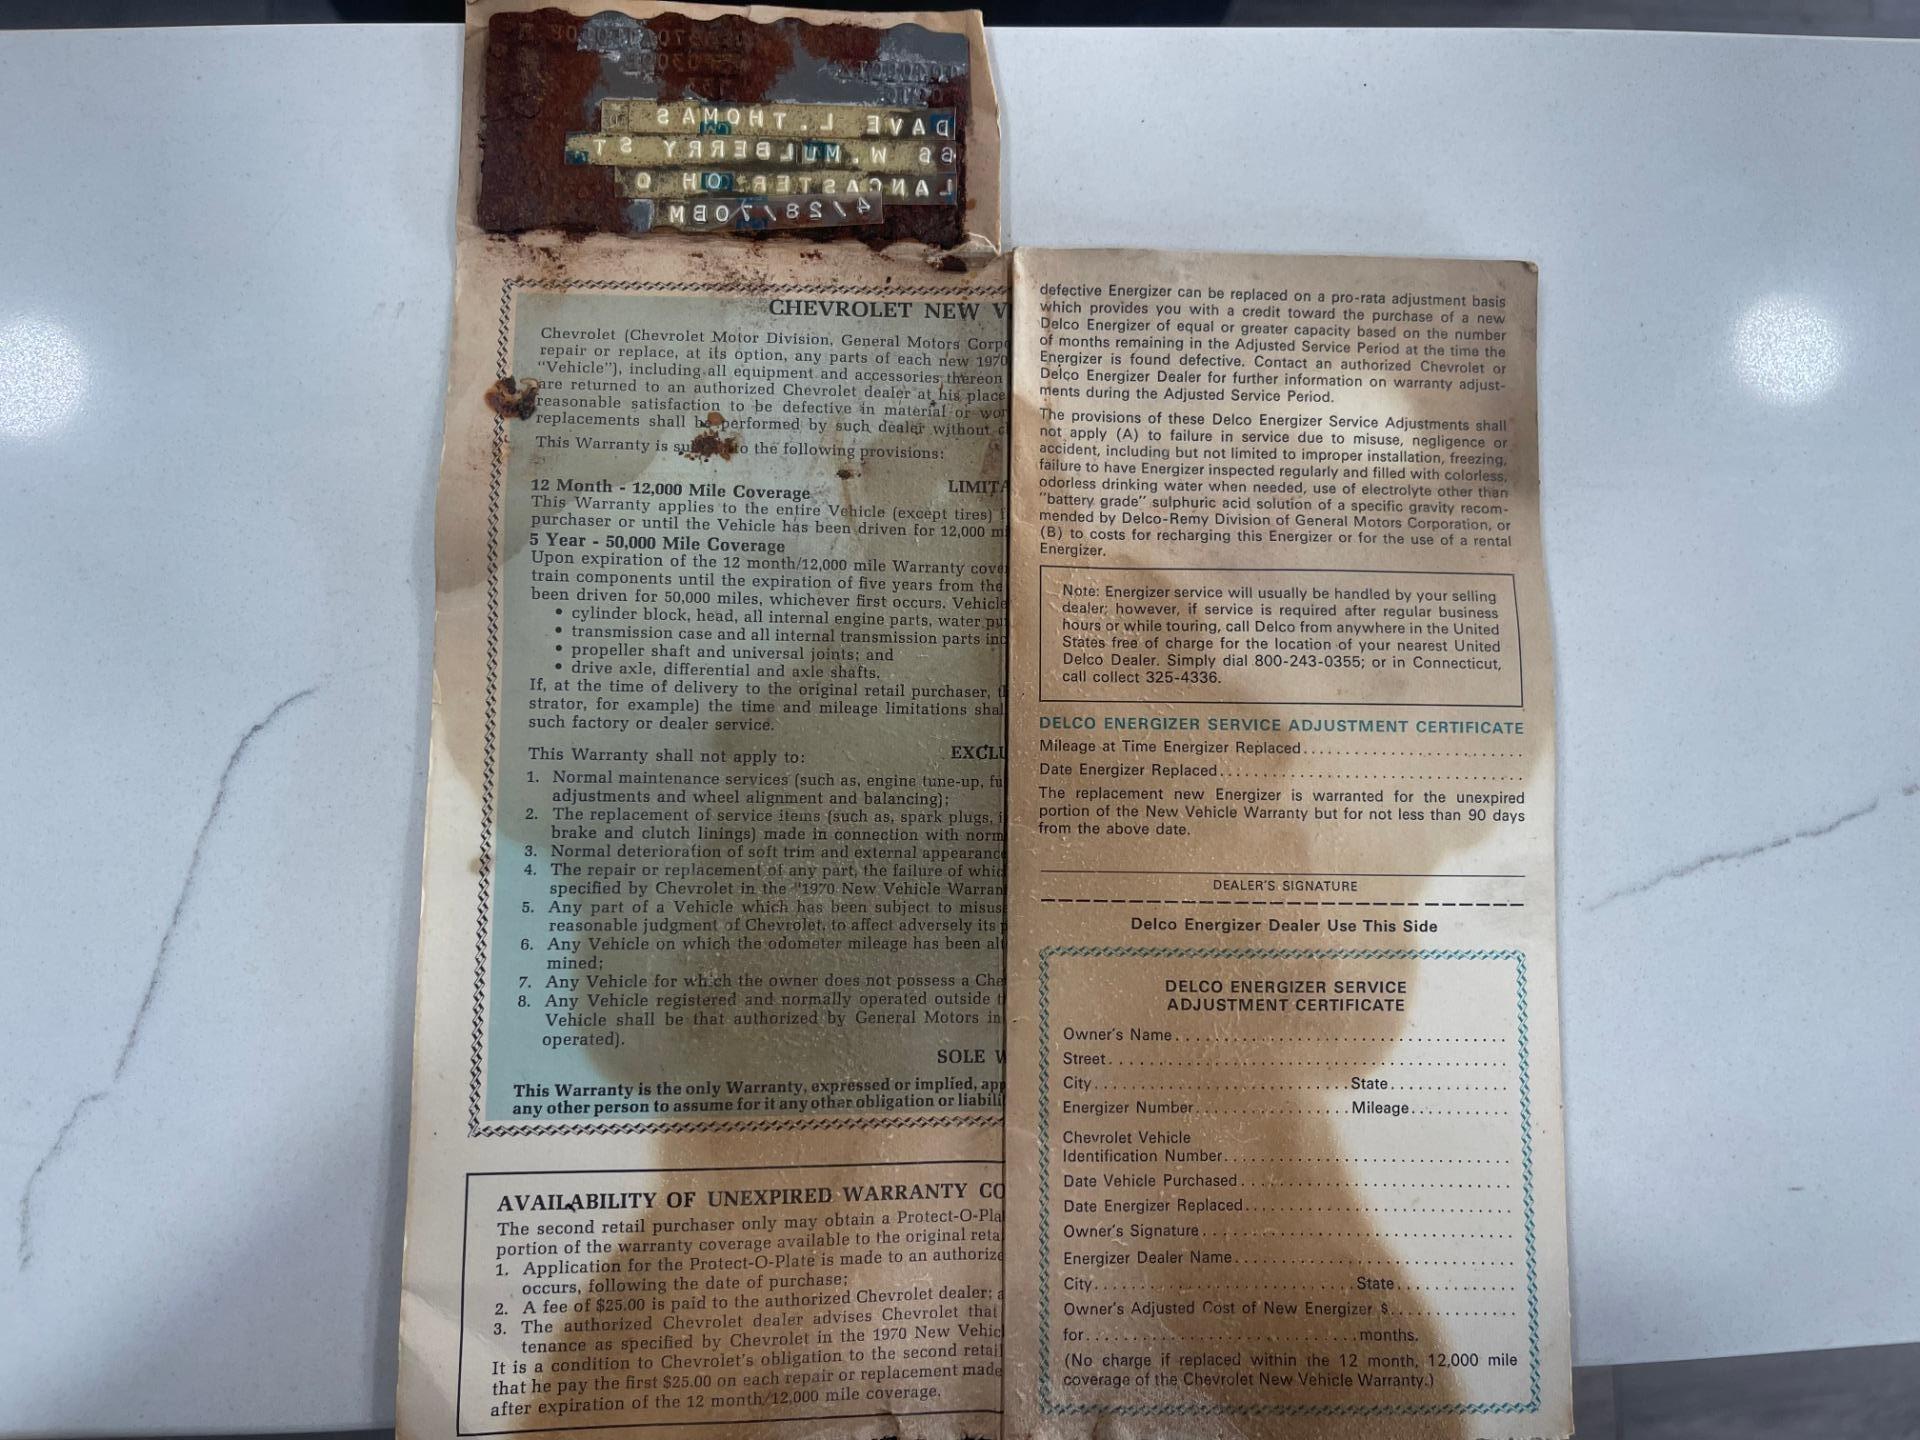 DAVE L. THOMAS
66 W. MULBERRY ST
LANCASTER OH O
4/28/70BM
CHEVROLET NEW V
Chevrolet (Chevrolet Motor Division, General Motors Corp
repair or replace, at its option, any parts of each new 1970
"Vehicle"), including all equipment and accessories thereon
are returned to an authorized Chevrolet dealer at his place
reasonable satisfaction to be defective in material or wor
replacements shall be performed by such dealer without c
This Warranty is su to the following provisions:
12 Month - 12,000 Mile Coverage LIMITA
This Warranty applies to the entire Vehicle (except tires) f
purchaser or until the Vehicle has been driven for 12,000 mi
5 Year - 50,000 Mile Coverage
Upon expiration of the 12 month/12,000 mile Warranty cove
train components until the expiration of five years from the
been driven for 50,000 miles, whichever first occurs. Vehicle
• cylinder block, head, all internal engine parts, water pu
• transmission case and all internal transmission parts inc
• propeller shaft and universal joints; and
• drive axle, differential and axle shafts.
If, at the time of delivery to the original retail purchaser, t
strator, for example) the time and mileage limitations shal
such factory or dealer service.
This Warranty shall not apply to: EXCLU
1. Normal maintenance services (such as, engine tune-up, fu
adjustments and wheel alignment and balancing);
2. The replacement of service items (such as, spark plugs, i
brake and clutch linings) made in connection with norm
3. Normal deterioration of soft trim and external appearance
4. The repair or replacement of any part, the failure of whic
specified by Chevrolet in the "1970 New Vehicle Warran
5. Any part of a Vehicle which has been subject to misus
reasonable judgment of Chevrolet, to affect adversely its p
6. Any Vehicle on which the odometer mileage has been alt
mined;
7. Any Vehicle for which the owner does not possess a Che
8. Any Vehicle registered and normally operated outside t
Vehicle shall be that authorized by General Motors in
operated).
SOLE W
This Warranty is the only Warranty, expressed or implied, app
any other person to assume for it any other obligation or liabili
AVAILABILITY OF UNEXPIRED WARRANTY CO
The second retail purchaser only may obtain a Protect-O-Pla
portion of the warranty coverage available to the original reta
1. Application for the Protect-O-Plate is made to an authorize
occurs, following the date of purchase;
2. A fee of $25.00 is paid to the authorized Chevrolet dealer; a
3. The authorized Chevrolet dealer advises Chevrolet that
tenance as specified by Chevrolet in the 1970 New Vehic
It is a condition to Chevrolet's obligation to the second retail
that he pay the first $25.00 on each repair or replacement made
after expiration of the 12 month/12,000 mile coverage.
defective Energizer can be replaced on a pro-rata adjustment basis
which provides you with a credit toward the purchase of a new
Delco Energizer of equal or greater capacity based on the number
of months remaining in the Adjusted Service Period at the time the
Energizer is found defective. Contact an authorized Chevrolet or
Delco Energizer Dealer for further information on warranty adjust-
ments during the Adjusted Service Period.
The provisions of these Delco Energizer Service Adjustments shall
not apply (A) to failure in service due to misuse, negligence or
accident, including but not limited to improper installation, freezing,
failure to have Energizer inspected regularly and filled with colorless,
odorless drinking water when needed, use of electrolyte other than
"battery grade" sulphuric acid solution of a specific gravity recom-
mended by Delco-Remy Division of General Motors Corporation, or
(B) to costs for recharging this Energizer or for the use of a rental
Energizer.
Note: Energizer service will usually be handled by your selling
dealer; however, if service is required after regular business
hours or while touring, call Delco from anywhere in the United
States free of charge for the location of your nearest United
Delco Dealer. Simply dial 800-243-0355; or in Connecticut,
call collect 325-4336.
DELCO ENERGIZER SERVICE ADJUSTMENT CERTIFICATE
Mileage at Time Energizer Replaced
Date Energizer Replaced
The replacement new Energizer is warranted for the unexpired
portion of the New Vehicle Warranty but for not less than 90 days
from the above date.
DEALER'S SIGNATURE
Delco Energizer Dealer Use This Side
DELCO ENERGIZER SERVICE
ADJUSTMENT CERTIFICATE
Owner's Name
Street
City State
Energizer Number Mileage
Chevrolet Vehicle
Identification Number
Date Vehicle Purchased
Date Energizer Replaced
Owner's Signature
Energizer Dealer Name
City State
Owner's Adjusted Cost of New Energizer $
for months.
(No charge if replaced within the 12 month, 12,000 mile
coverage of the Chevrolet New Vehicle Warranty.)